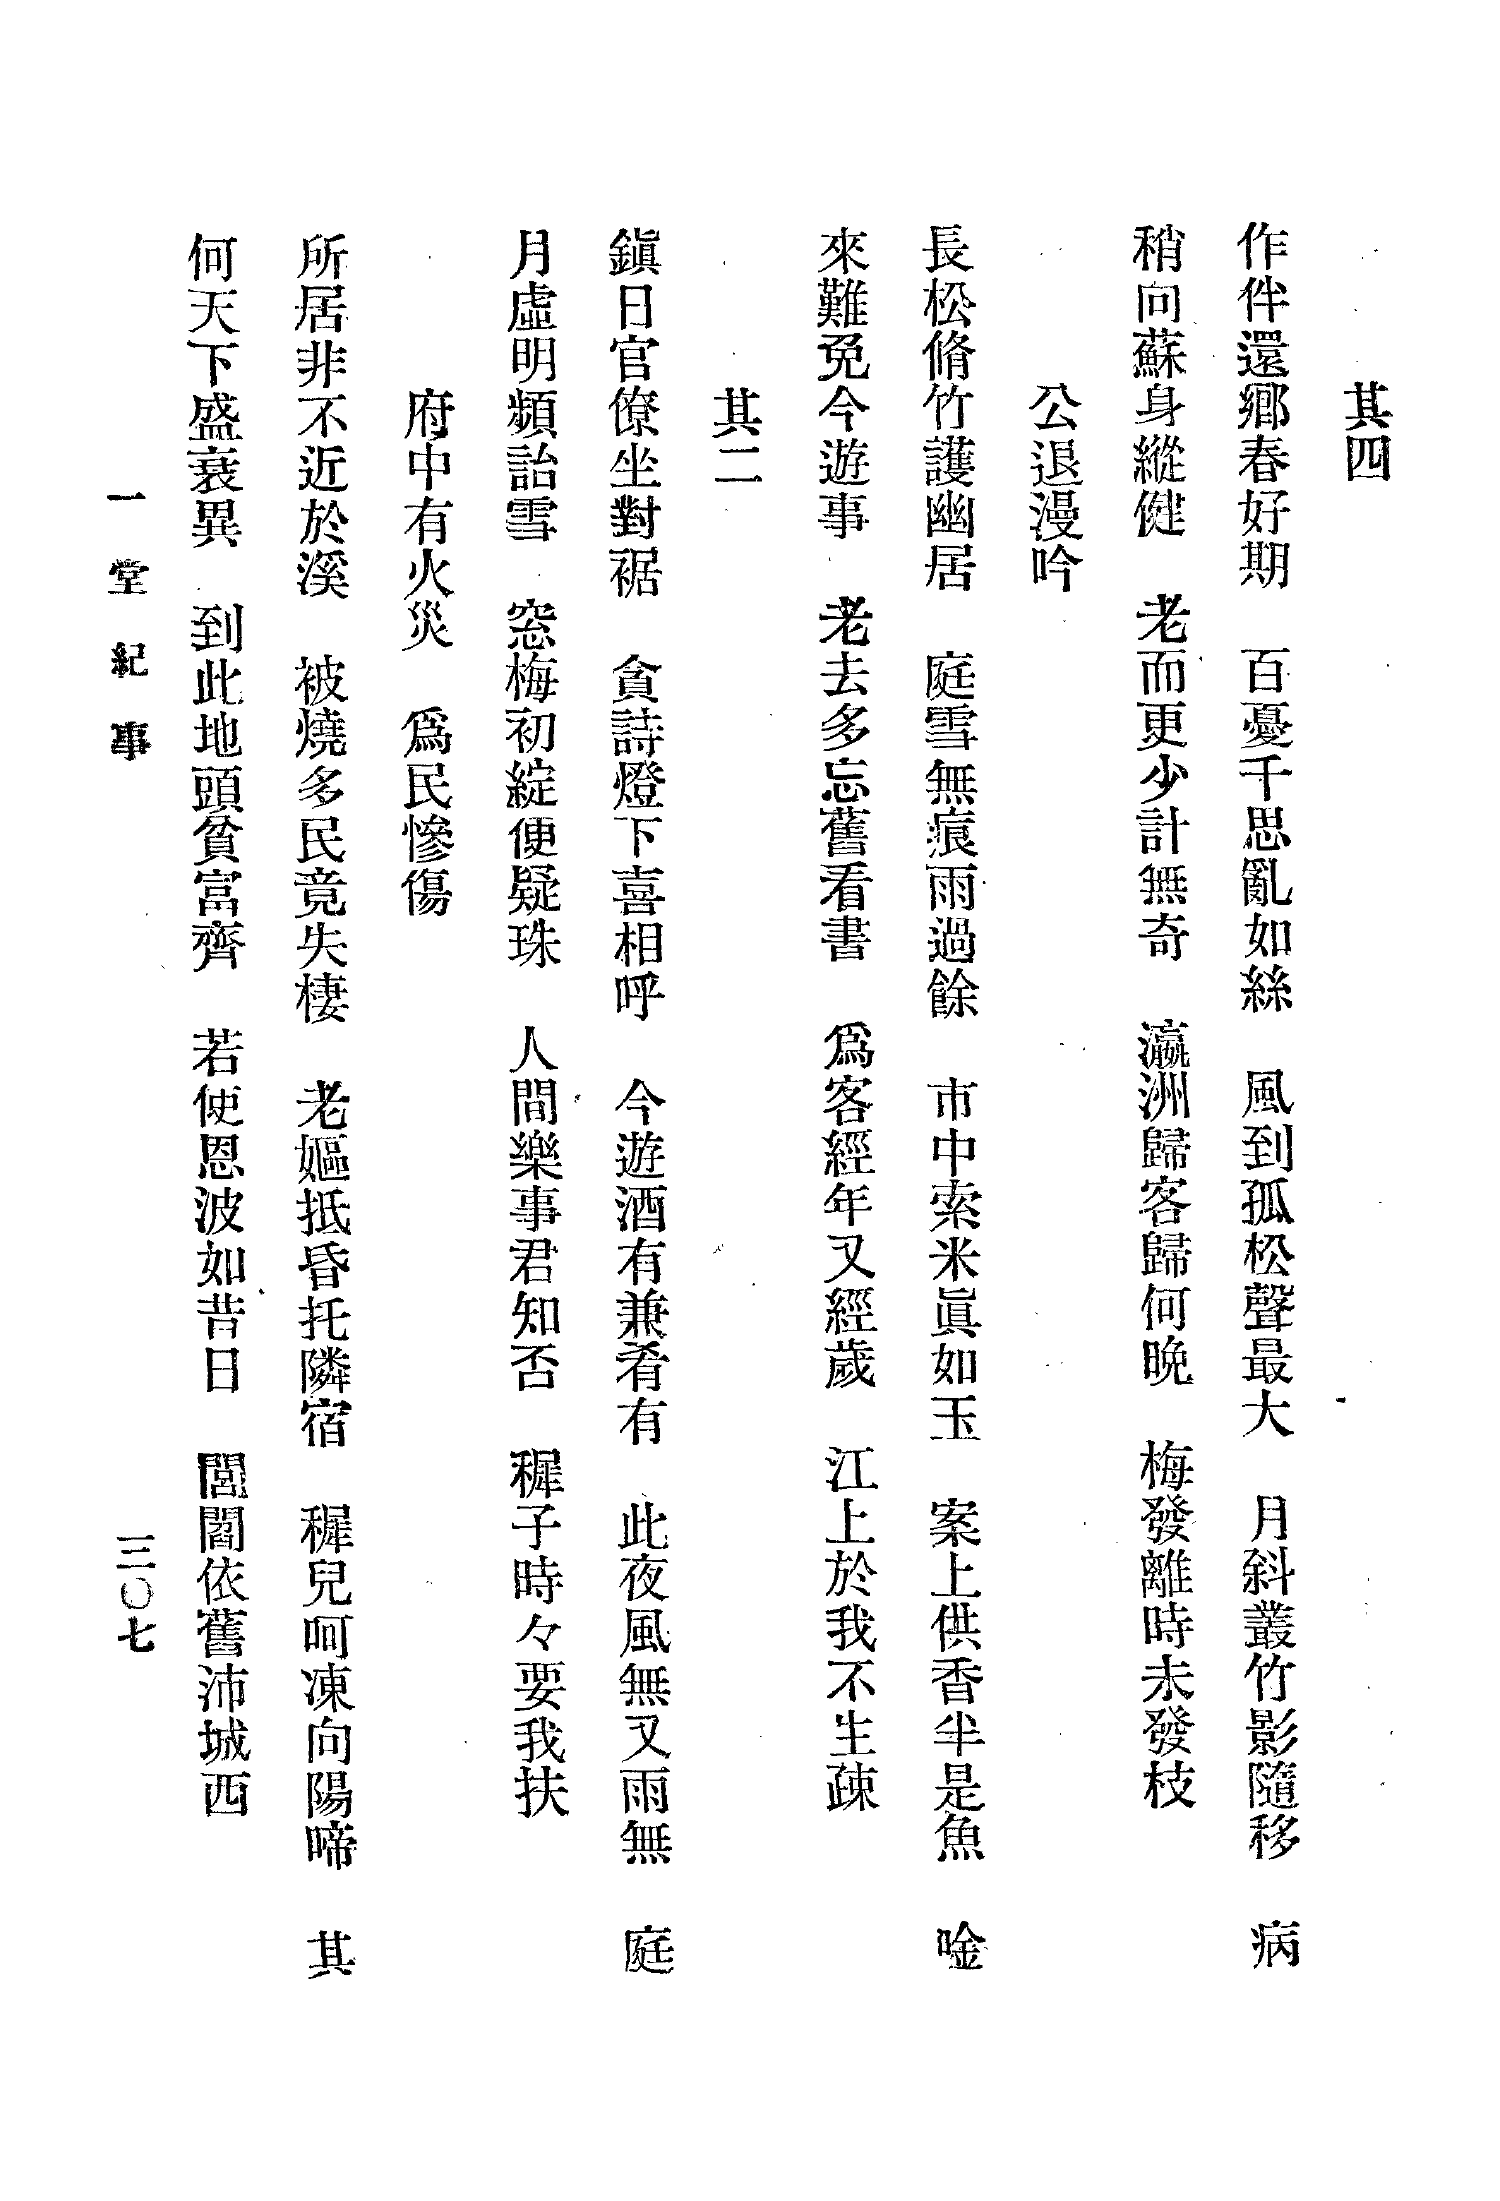 其四
作伴還鄕春好期　百憂千思亂如絲　風到孤松聲最大　月斜叢竹影隨移　病
稍向蘇身縱健　老而更少計無奇　瀛洲歸客歸何晩　梅發離時未發枝
公退漫吟
長松脩竹護幽居　庭雪無痕雨過餘　市中索米眞如玉　案上供香半是魚　唫
來難免今遊事　老去多忘舊看書　爲客經年又經歲　江上於我不生疎
其二
鎭日官僚坐對裾　貪詩燈下喜相呼　今遊酒有兼肴有　此夜風無又雨無　庭
月虛明頻詒雪　窓梅初綻便疑珠　人間樂事君知否　穉子時々要我扶
府中有火災　爲民慘傷
所居非不近於溪　被燒多民竟失棲　老嫗抵昏托隣宿　穉兒呵凍向陽啼　其
何天下盛衰異　到此地頭貧富齊　若使恩波如昔日　閭閻依舊沛城西
一堂紀事
三〇七